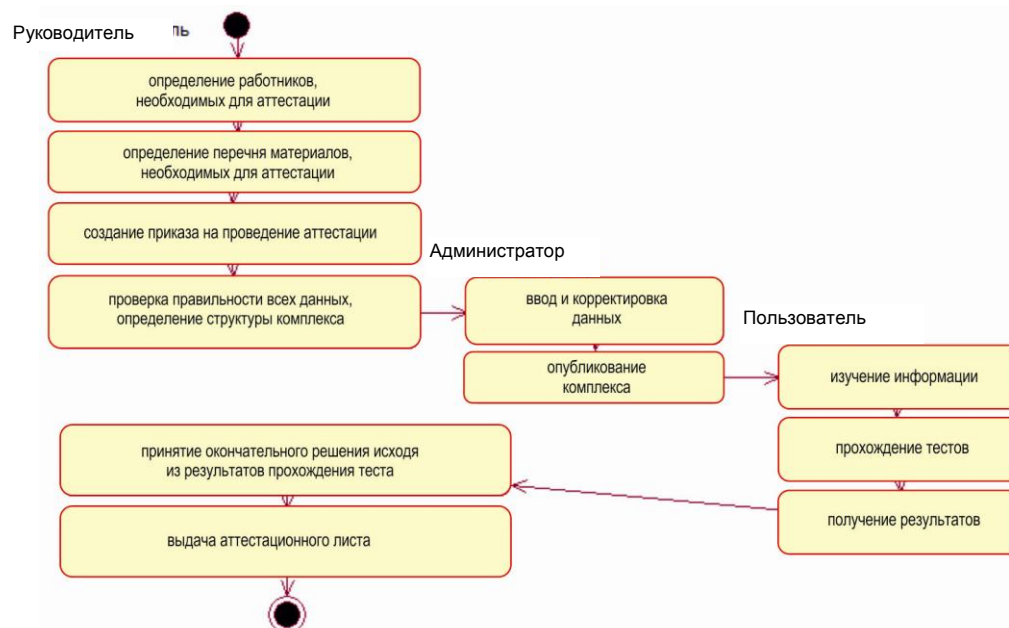 Руководитель
ль
определение работников,
необходимых для аттестации
определение перечня материалов,
необходимых для аттестации
создание приказа на проведение аттестации
проверка правильности всех данных,
определение структуры комплекса
Администратор
ввод и корректировка
данных
опубликование
комплекса
Пользователь
изучение информации
прохождение тестов
получение результатов
принятие окончательного решения исходя
из результатов прохождения теста
выдача аттестационного листа